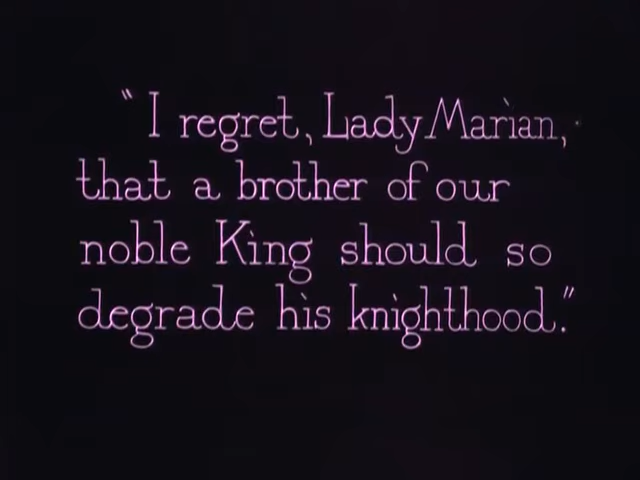 "I regret, Lady Marian,
that a brother of our
noble King should so
degrade his knighthood."